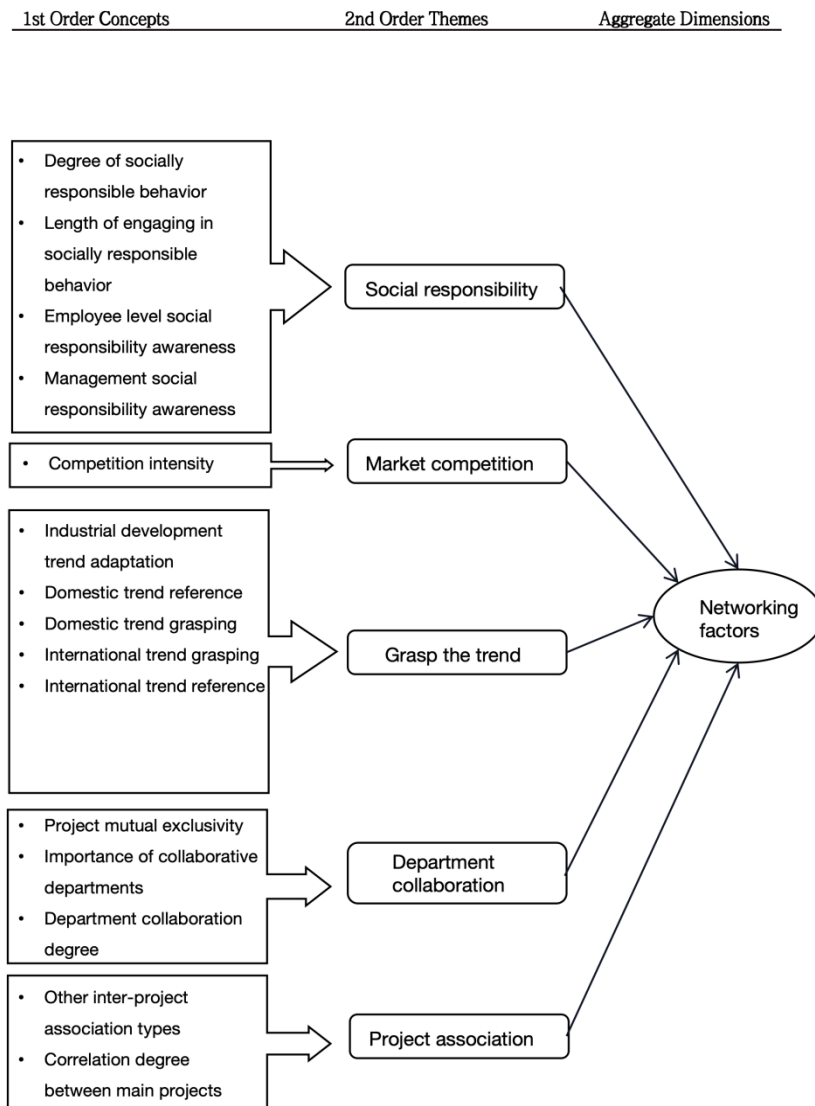 1st Order Concepts 2nd Order Themes Aggregate Dimensions
• Degree of socially
responsible behavior
• Length of engaging in
socially responsible
behavior
• Employee level social
responsibility awareness
• Management social
responsibility awareness
Social responsibility
• Competition intensity
Market competition
• Industrial development
trend adaptation
• Domestic trend reference
• Domestic trend grasping
• International trend grasping
• International trend reference
Grasp the trend
Networking
factors
• Project mutual exclusivity
• Importance of collaborative
departments
• Department collaboration
degree
Department
collaboration
• Other inter-project
association types
• Correlation degree
between main projects
Project association